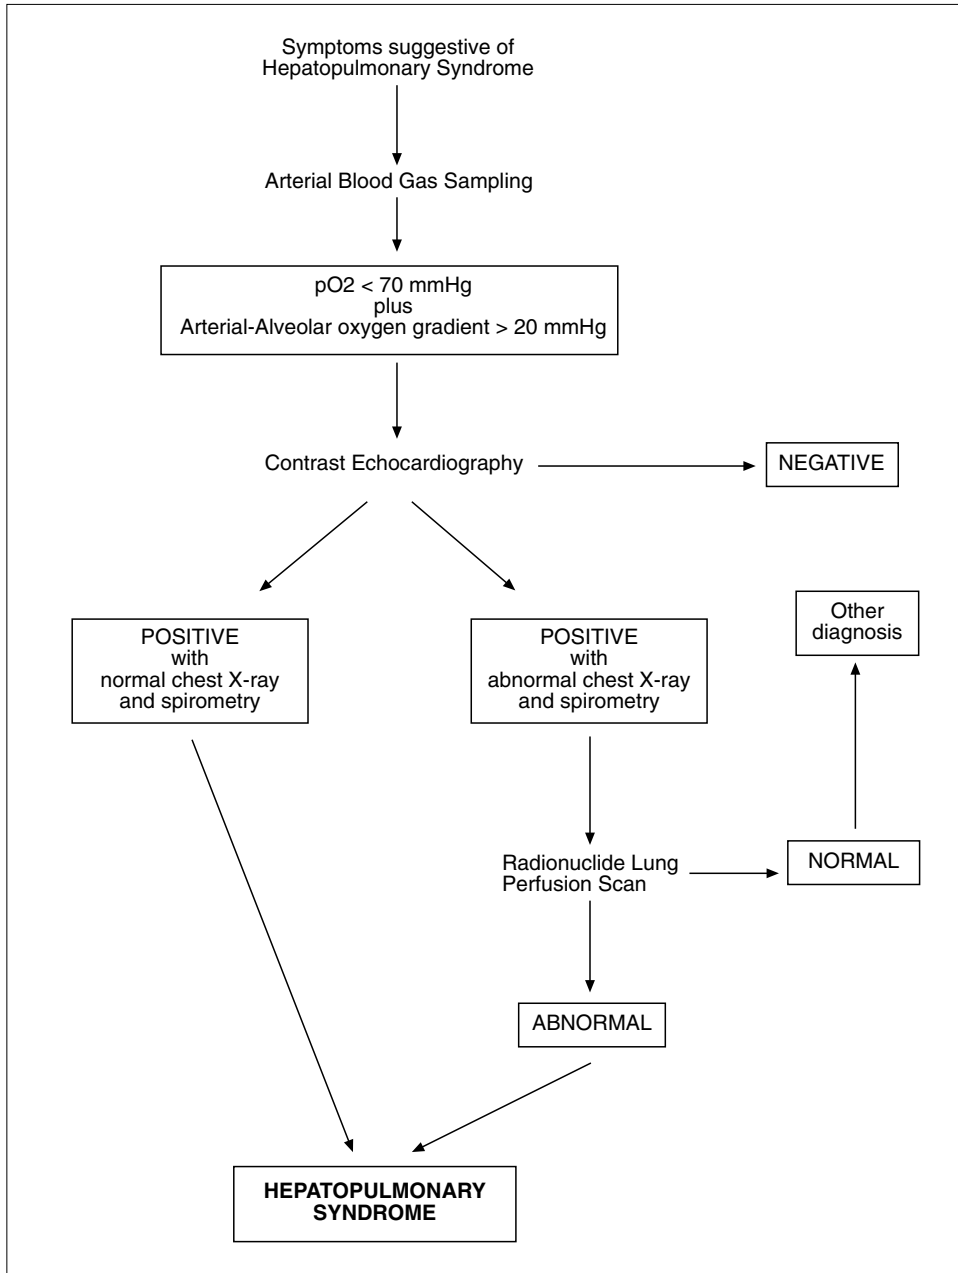 Symptoms suggestive of
Hepatopulmonary Syndrome
Arterial Blood Gas Sampling
pO2 < 70 mmHg
plus
Arterial-Alveolar oxygen gradient > 20 mmHg
Contrast Echocardiography
NEGATIVE
POSITIVE
with
normal chest X-ray
and spirometry
POSITIVE
with
abnormal chest X-ray
and spirometry
Other
diagnosis
Radionuclide Lung
Perfusion Scan
NORMAL
ABNORMAL
HEPATOPULMONARY
SYNDROME